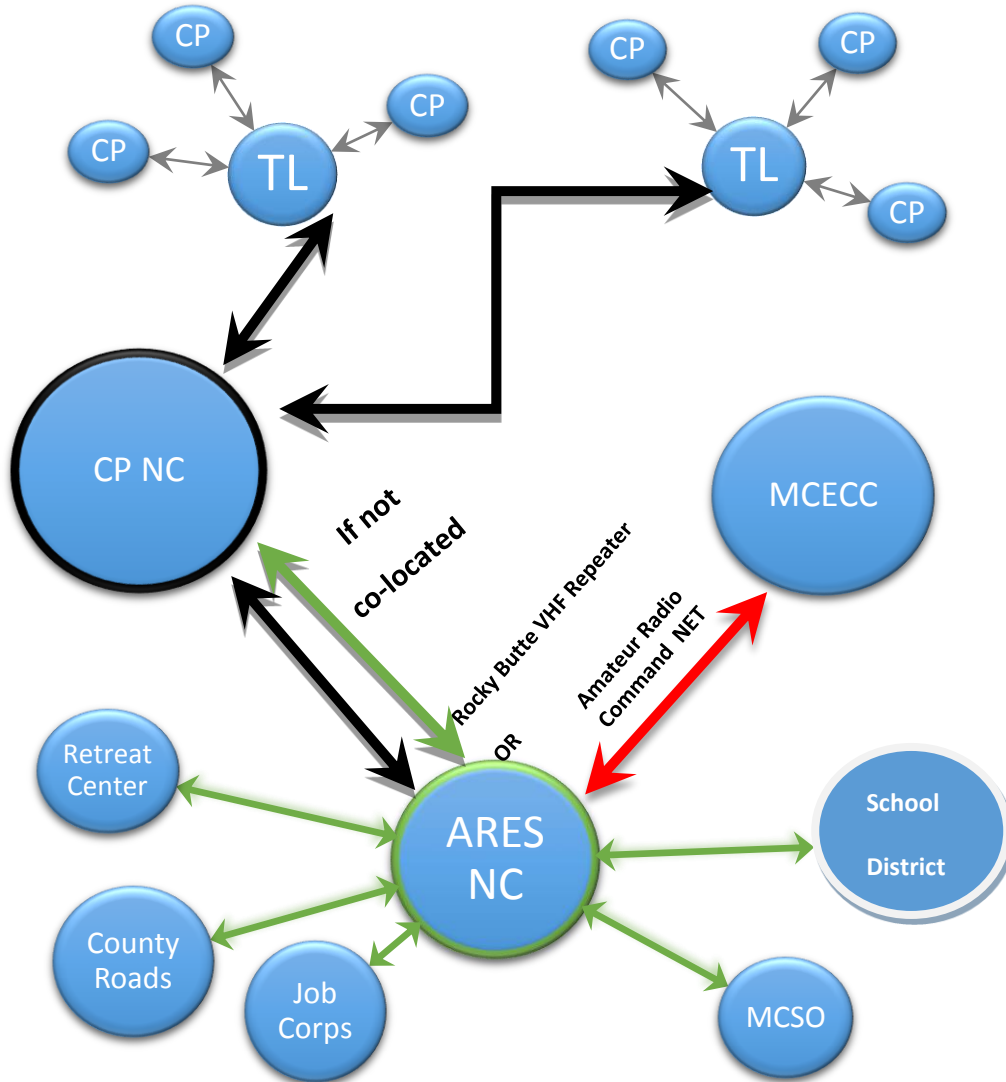 CP
CP
CP
TL
CP
CP
CP
TL
CP
CP NC
MCECC
If not
co-located
Rocky Butte VHF Repeater
OR
Amateur Radio
Command NET
Retreat
Center
ARES
NC
School
District
County
Roads
Job
Corps
MCSO